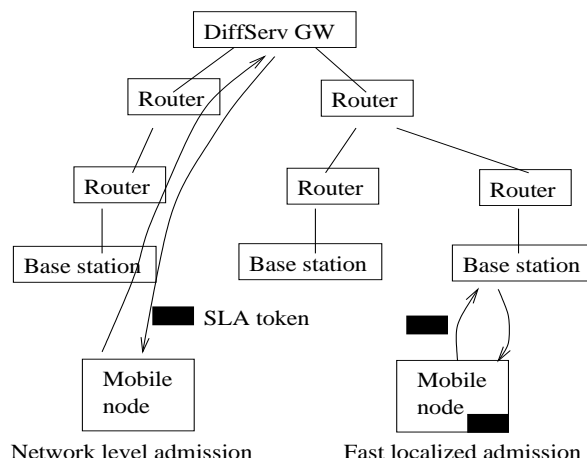 DiffServ GW
Router
Router
Router
Router
Router
Base station
Base station
Base station
SLA token
Mobile
node
Mobile
node
Network level admission
Fast localized admission